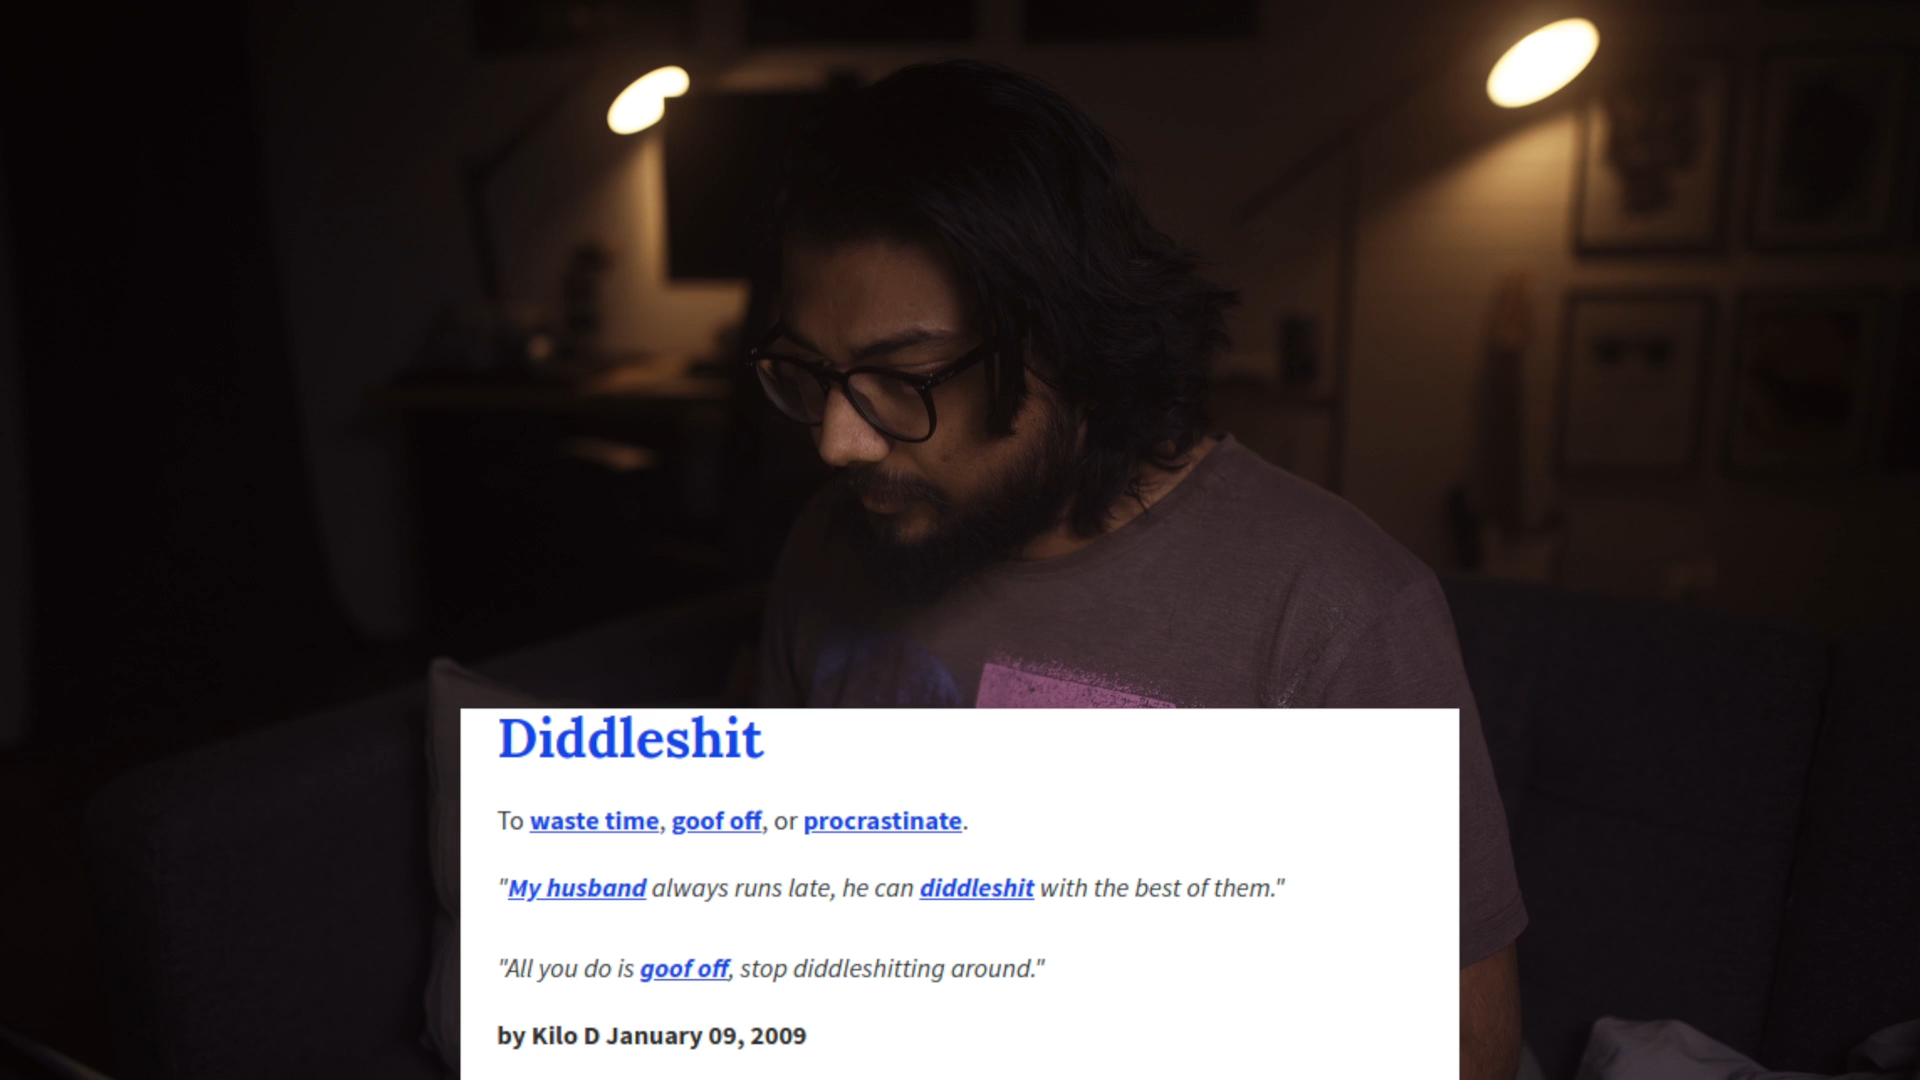 Diddleshit
To waste time, goof off, or procrastinate.
"My husband always runs late, he can diddleshit with the best of them."
"All you do is goof off, stop diddleshitting around."
by Kilo D January 09, 2009